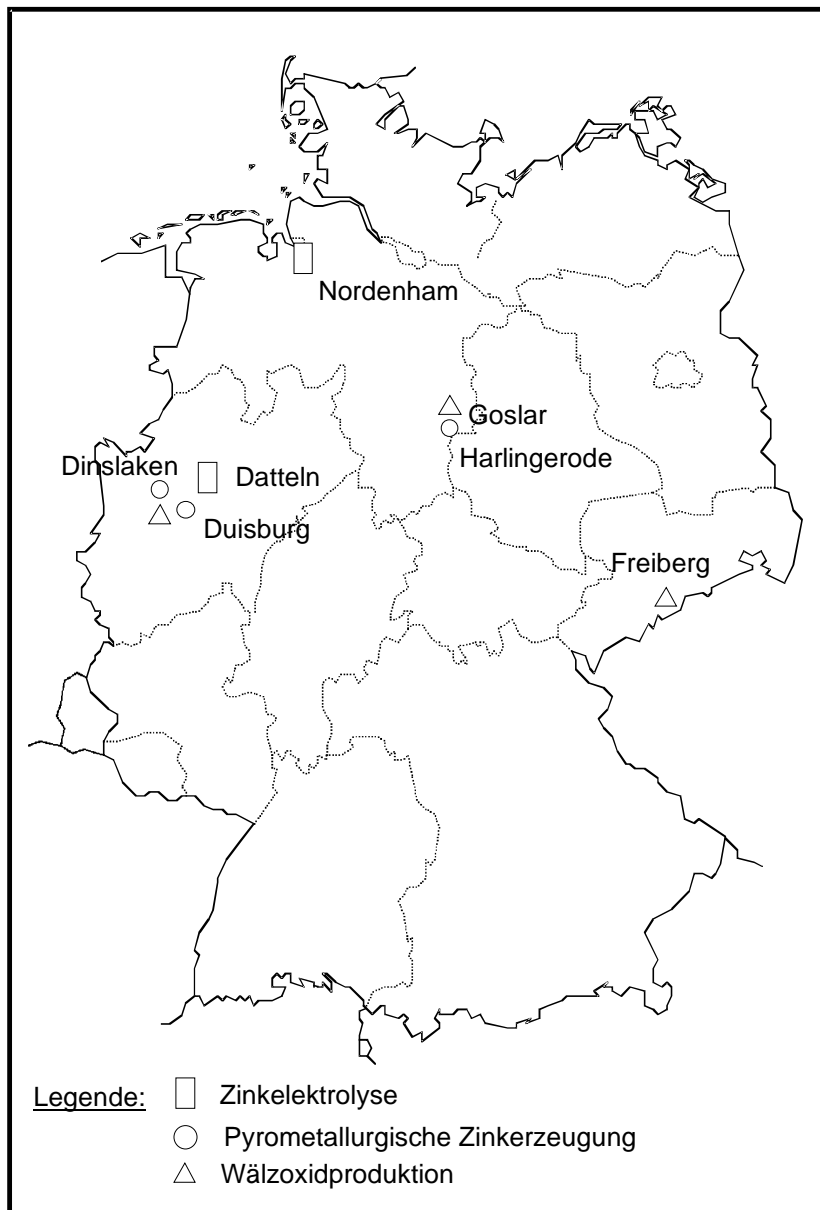 Nordenham
Goslar
Harlingerode
Dinslaken
Datteln
Duisburg
Freiberg
Legende:
Zinkelektrolyse
Pyrometallurgische Zinkerzeugung
Wälzoxidproduktion